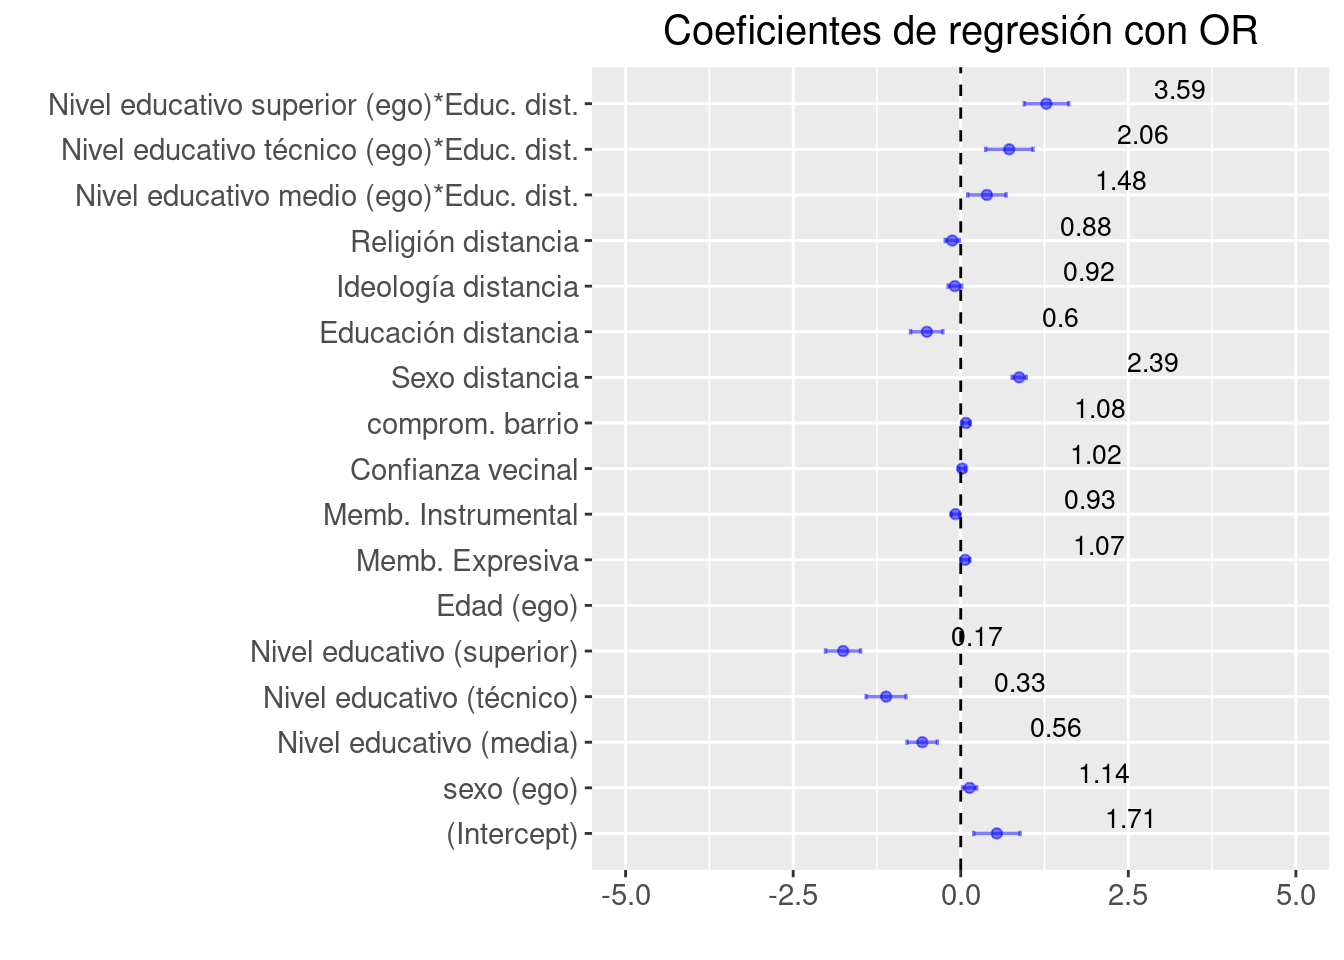 Coeficientes de regresión con OR
Nivel educativo superior (ego)*Educ. dist. 3.59
Nivel educativo técnico (ego)*Educ. dist. 2.06
Nivel educativo medio (ego)*Educ. dist. 1.48
Religión distancia 0.88
Ideología distancia 0.92
Educación distancia 0.6
Sexo distancia 2.39
comprom. barrio 1.08
Confianza vecinal 1.02
Memb. Instrumental 0.93
Memb. Expresiva 1.07
Edad (ego)
Nivel educativo (superior) 0.17
Nivel educativo (técnico) 0.33
Nivel educativo (media) 0.56
sexo (ego) 1.14
(Intercept) 1.71
-5.0 -2.5 0.0 2.5 5.0